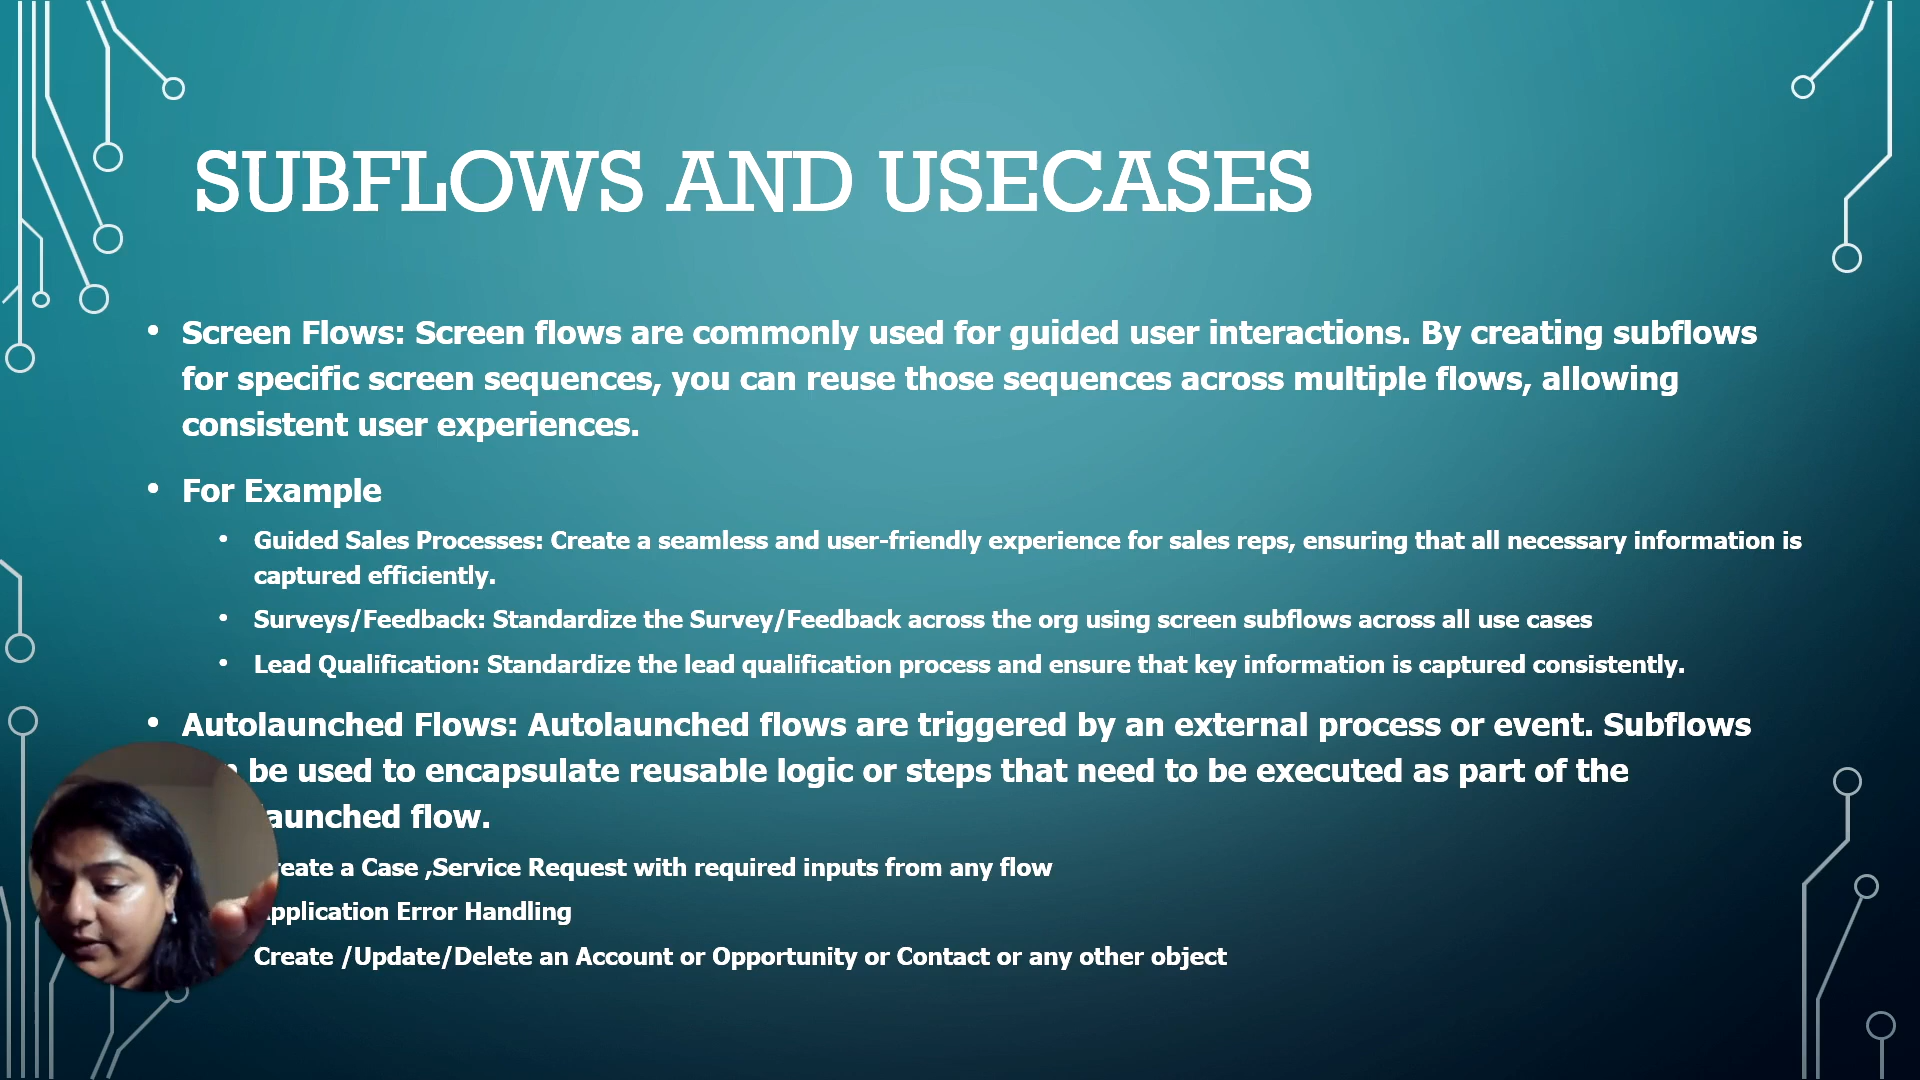 SUBFLOWS AND USECASES
• Screen Flows: Screen flows are commonly used for guided user interactions. By creating subflows
for specific screen sequences, you can reuse those sequences across multiple flows, allowing
consistent user experiences.
• For Example
• Guided Sales Processes: Create a seamless and user-friendly experience for sales reps, ensuring that all necessary information is
captured efficiently.
• Surveys/Feedback: Standardize the Survey/Feedback across the org using screen subflows across all use cases
• Lead Qualification: Standardize the lead qualification process and ensure that key information is captured consistently.
• Autolaunched Flows: Autolaunched flows are triggered by an external process or event. Subflows
be used to encapsulate reusable logic or steps that need to be executed as part of the
flow.
a Case ,Service Request with required inputs from any flow
Error Handling
Create /Update/Delete an Account or Opportunity or Contact or any other object